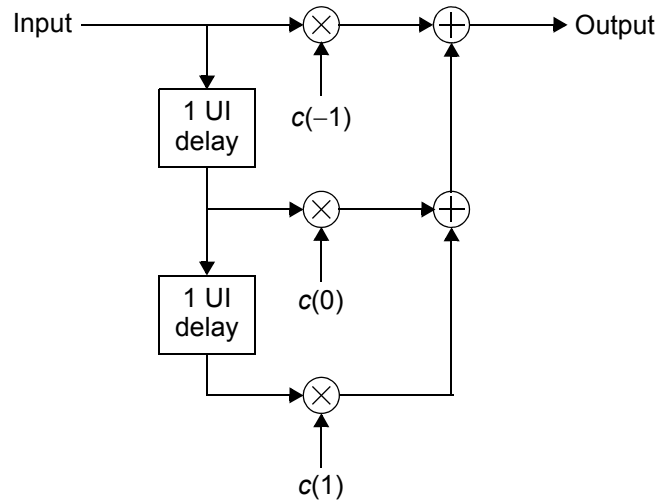 Input
Output
1 UI
delay
c(−1)
1 UI
delay
c(0)
c(1)